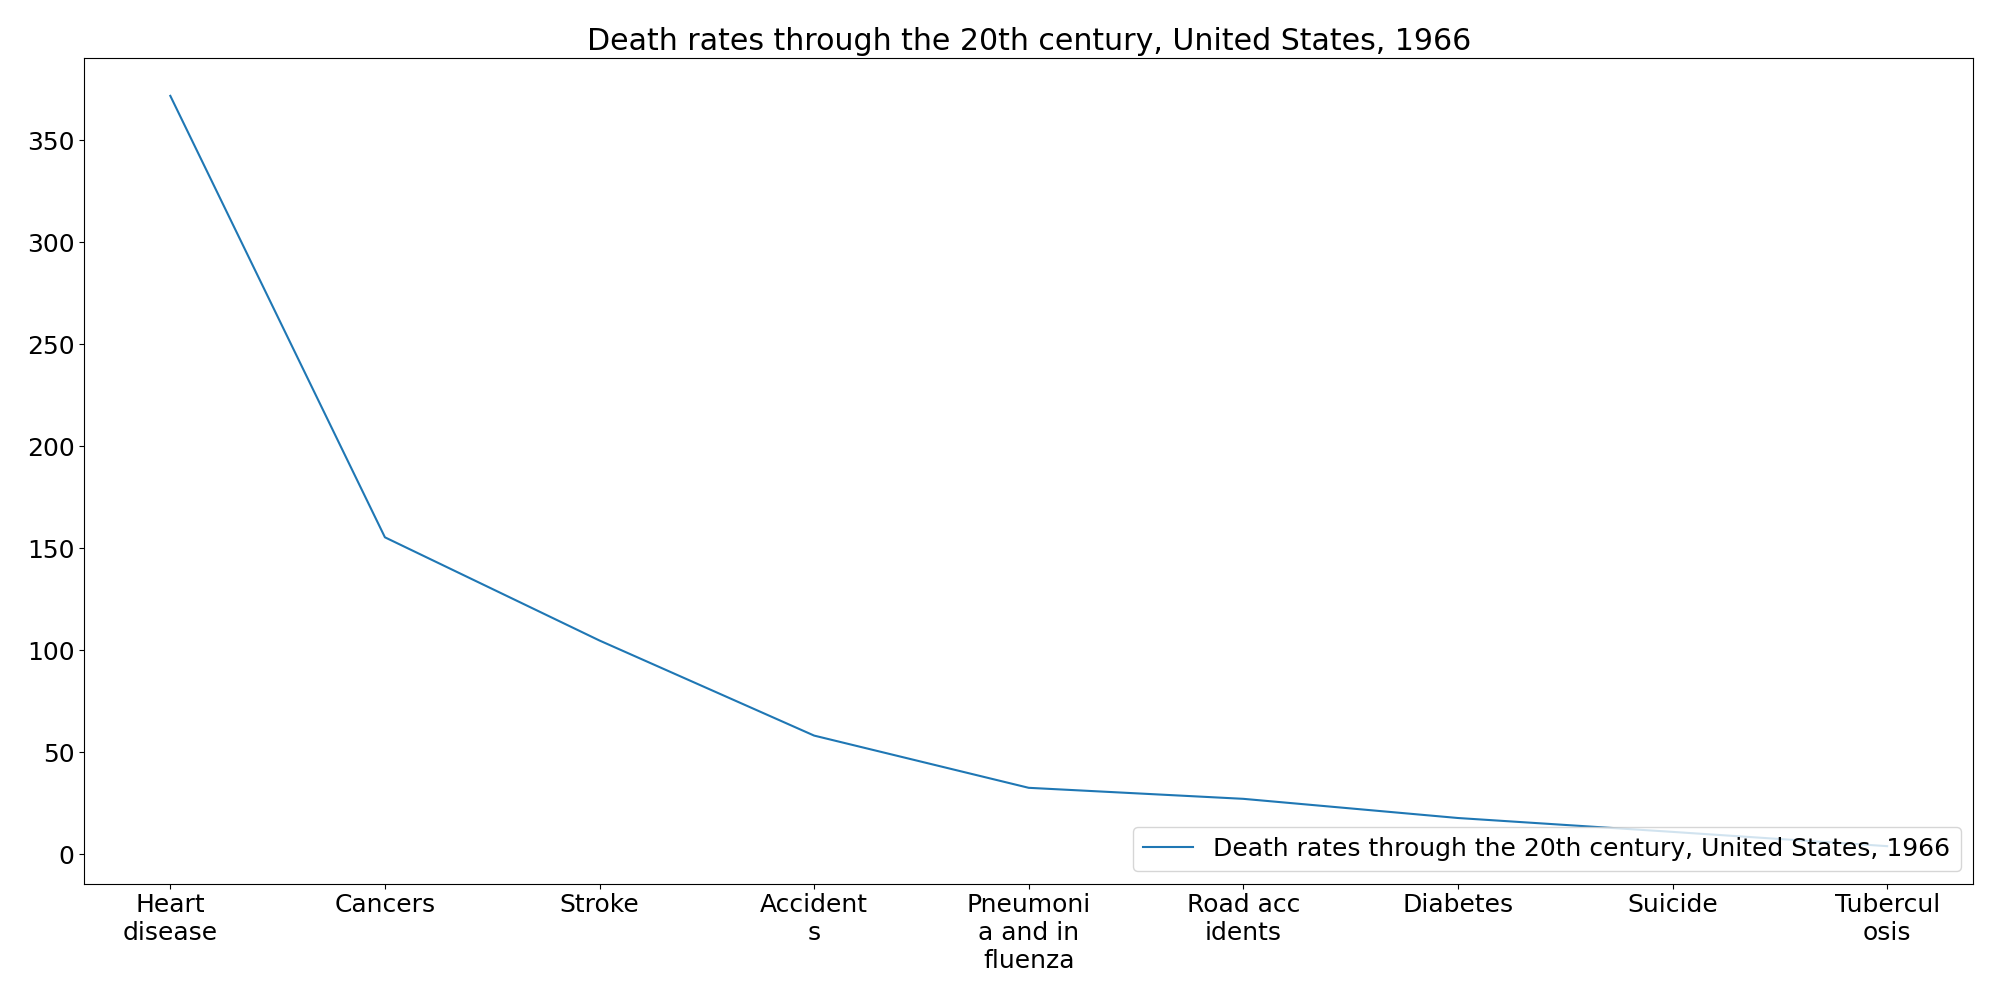 Death rates through the 20th century, United States, 1966
350
300
250
200
150
100
50
0
Death rates through the 20th century, United States, 1966
Heart
disease
Cancers
Stroke
Accident
s
Pneumoni
a and in
fluenza
Road acc
idents
Diabetes
Suicide
Tubercul
osis